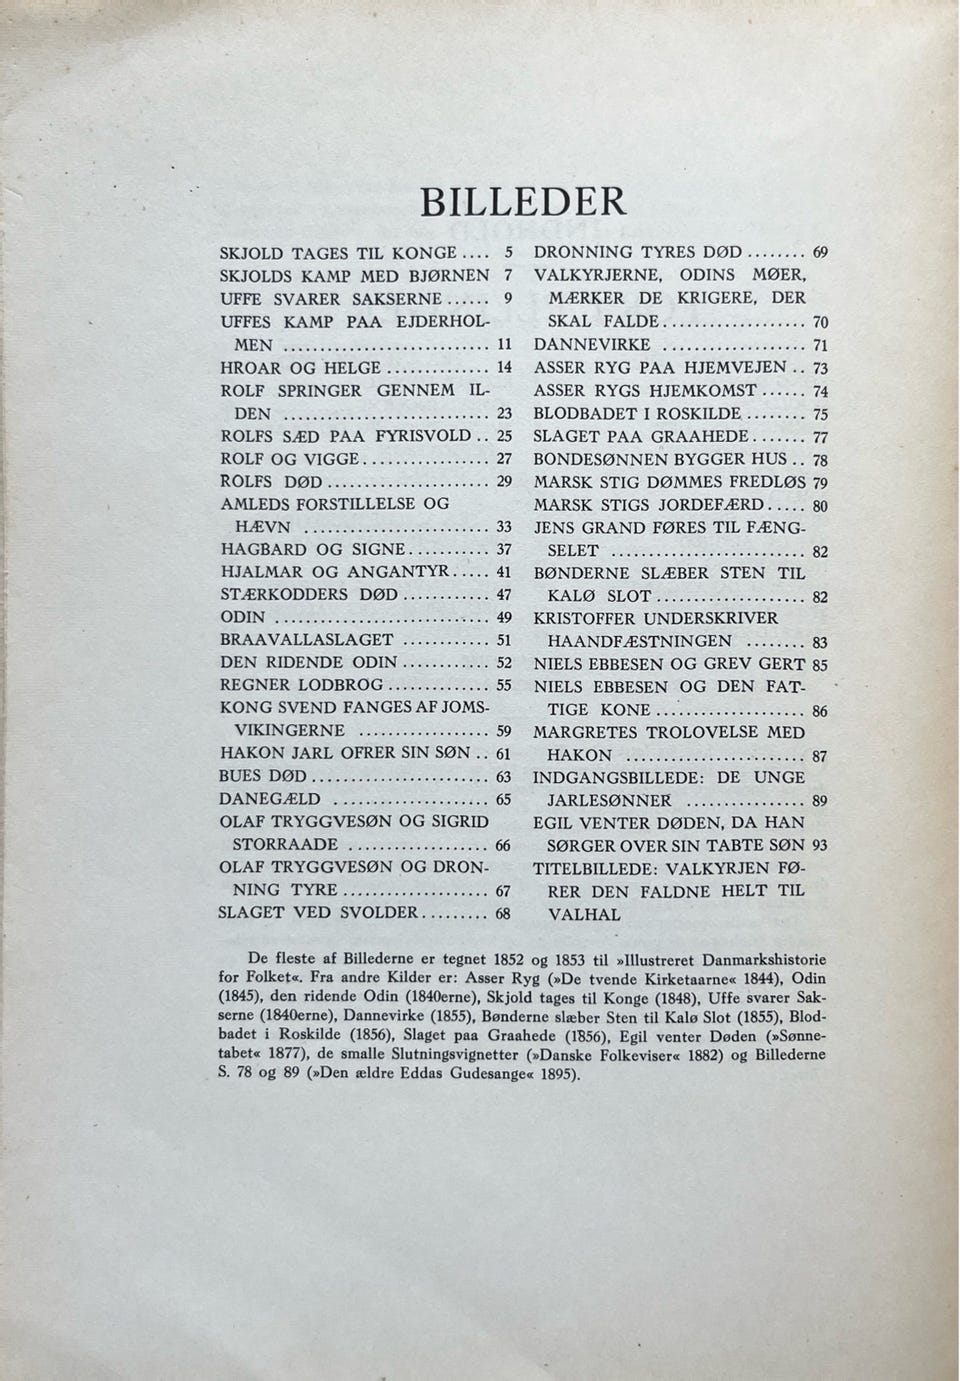 BILLEDER
SKJOLD TAGES TIL KONGE .... 5
SKJOLDS KAMP MED BJØRNEN 7
UFFE SVARER SAKSERNE ...... 9
UFFES KAMP PAA EJDERHOL-
MEN ............................ 11
HROAR OG HELGE .............. 14
ROLF SPRINGER GENNEM IL-
DEN ............................ 23
ROLFS SÆD PAA FYRISVOLD .. 25
ROLF OG VIGGE ................. 27
ROLFS DØD ...................... 29
AMLEDS FORSTILLELSE OG
HÆVN ......................... 33
HAGBARD OG SIGNE ........... 37
HJALMAR OG ANGANTYR ..... 41
STÆRKODDERS DØD ............ 47
ODIN ............................. 49
BRAAVALLASLAGET ............ 51
DEN RIDENDE ODIN ............ 52
REGNER LODBROG .............. 55
KONG SVEND FANGES AF JOMS-
VIKINGERNE .................. 59
HAKON JARL OFRER SIN SØN .. 61
BUES DØD ........................ 63
DANEGÆLD ..................... 65
OLAF TRYGGVESØN OG SIGRID
STORRAADE ................... 66
OLAF TRYGGVESØN OG DRON-
NING TYRE .................... 67
SLAGET VED SVOLDER ......... 68
DRONNING TYRES DØD ........ 69
VALKYRJERNE, ODINS MØER,
MÆRKER DE KRIGERE, DER
SKAL FALDE ................... 70
DANNEVIRKE ................... 71
ASSER RYG PAA HJEMVEJEN .. 73
ASSER RYGS HJEMKOMST ...... 74
BLODBADET I ROSKILDE ........ 75
SLAGET PAA GRAAHEDE ....... 77
BONDESØNNEN BYGGER HUS .. 78
MARSK STIG DØMMES FREDLØS 79
MARSK STIGS JORDEFÆRD ..... 80
JENS GRAND FØRES TIL FÆNG-
SELET .......................... 82
BØNDERNE SLÆBER STEN TIL
KALØ SLOT .................... 82
KRISTOFFER UNDERSKRIVER
HAANDFÆSTNINGEN ........ 83
NIELS EBBESEN OG GREV GERT 85
NIELS EBBESEN OG DEN FAT-
TIGE KONE .................... 86
MARGRETES TROLOVELSE MED
HAKON ........................ 87
INDGANGSBILLEDE: DE UNGE
JARLESØNNER ................ 89
EGIL VENTER DØDEN, DA HAN
SØRGER OVER SIN TABTE SØN 93
TITELBILLEDE: VALKYRJEN FØ-
RER DEN FALDNE HELT TIL
VALHAL
De fleste af Billederne er tegnet 1852 og 1853 til »Illustreret Danmarkshistorie
for Folket«. Fra andre Kilder er: Asser Ryg (»De tvende Kirketaarne« 1844), Odin
(1845), den ridende Odin (1840erne), Skjold tages til Konge (1848), Uffe svarer Sak-
serne (1840erne), Dannevirke (1855), Bønderne slæber Sten til Kalø Slot (1855), Blod-
badet i Roskilde (1856), Slaget paa Graahede (1856), Egil venter Døden (»Sønne-
tabet« 1877), de smalle Slutningsvignetter (»Danske Folkeviser« 1882) og Billederne
S. 78 og 89 (»Den ældre Eddas Gudesange« 1895).